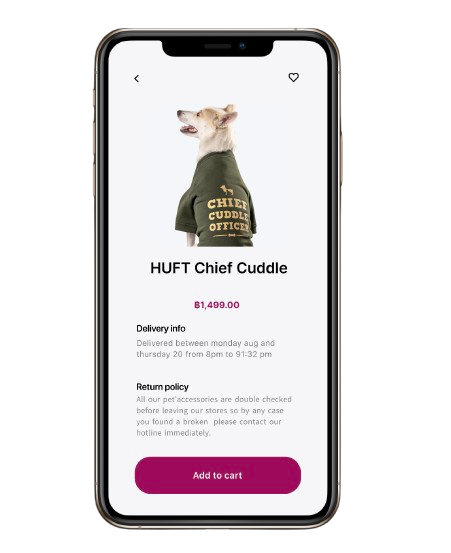 CHIEF
CUDDLE
OFFICER
HUFT Chief Cuddle
฿1,499.00
Delivery info
Delivered between monday aug and
thursday 20 from 8pm to 91:32 pm
Return policy
All our pet'accessories are double checked
before leaving our stores so by any case
you found a broken please contact our
hotline immediately.
Add to cart